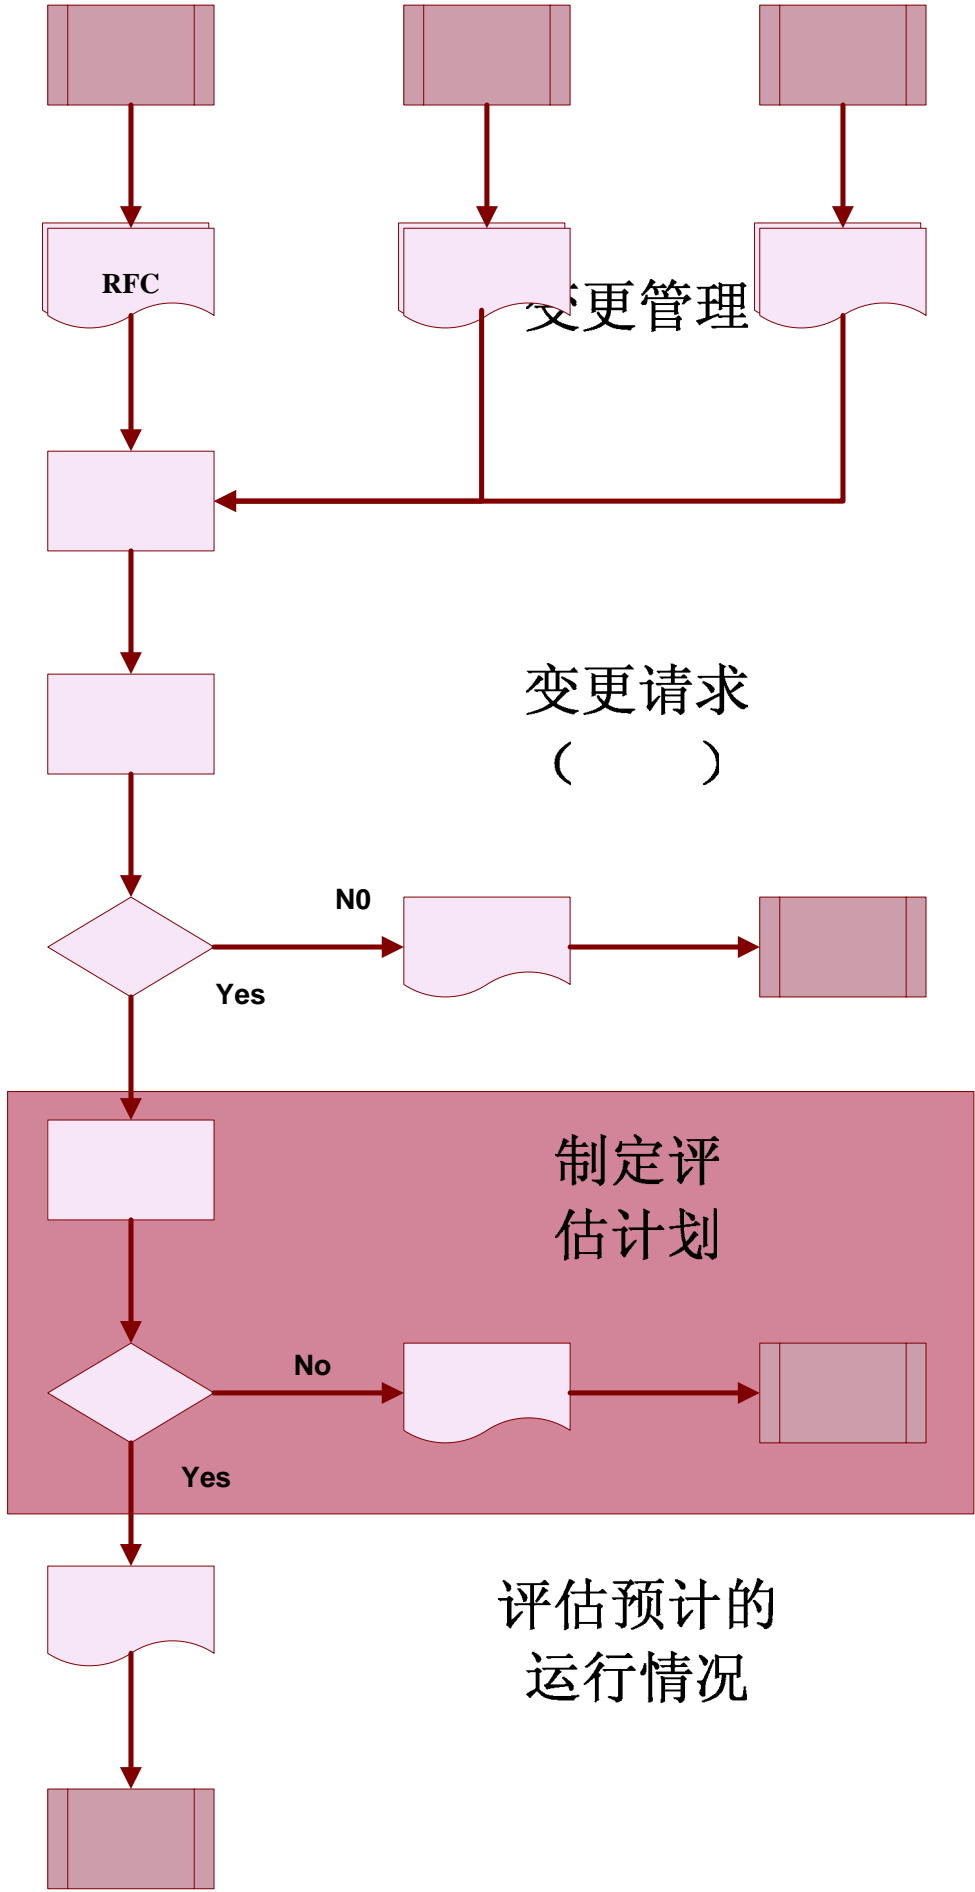 RFC
变更管理
变更请求
（ ）
N0
Yes
制定评
估计划
No
Yes
评估预计的
运行情况